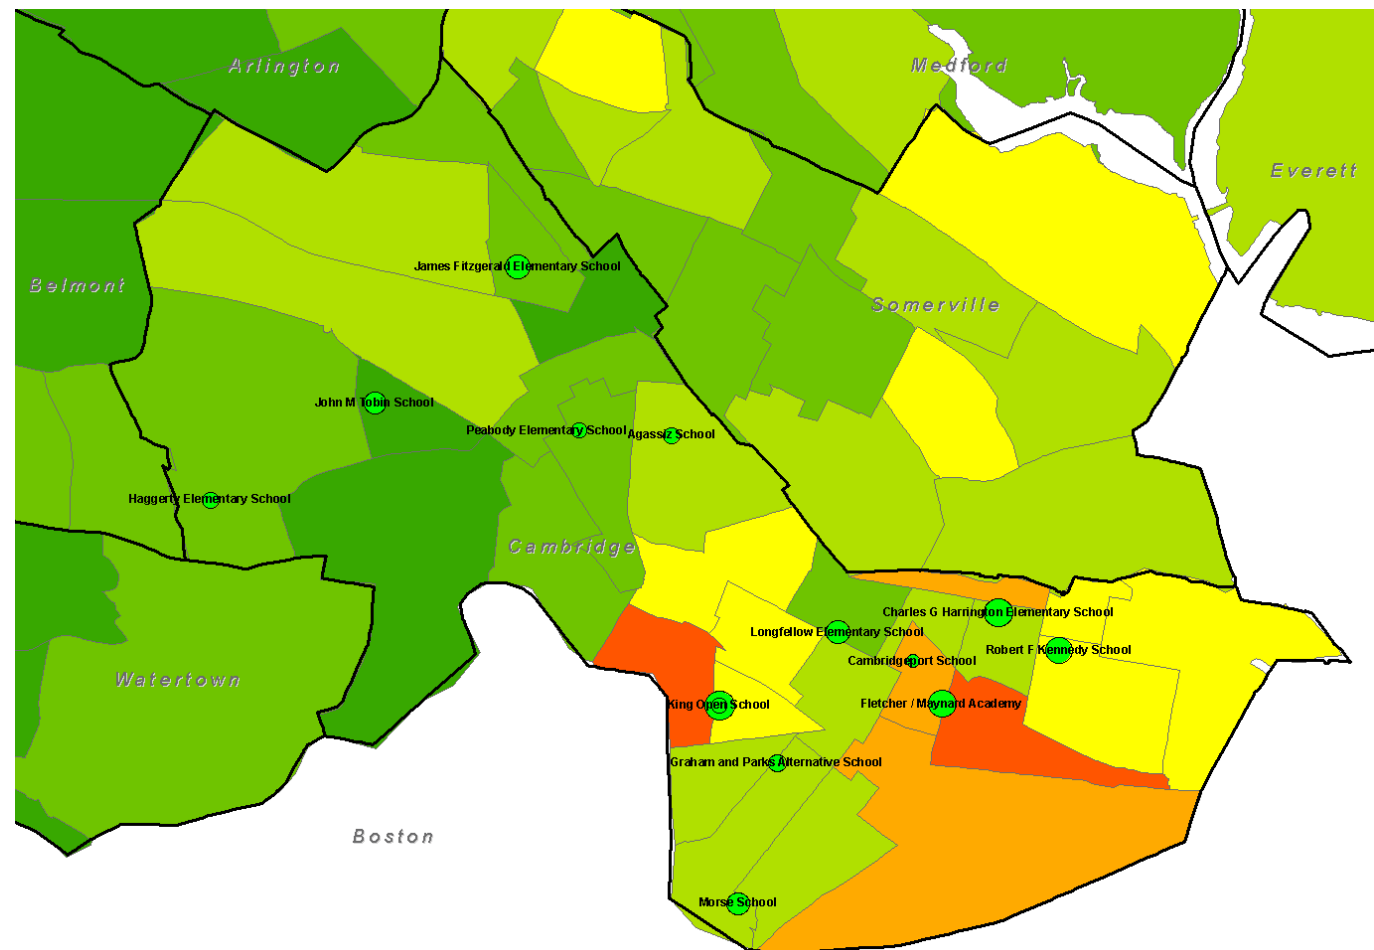 Arlington
Medford
Everett
James Fitzgerald Elementary School
Belmont
Somerville
John M Tobin School
Peabody Elementary School
Agassiz School
Haggerty Elementary School
Cambridge
Charles G Harrington Elementary School
Longfellow Elementary School
Robert F Kennedy School
Cambridgeport School
Watertown
King Open School
Fletcher / Maynard Academy
Graham and Parks Alternative School
Boston
Morse School